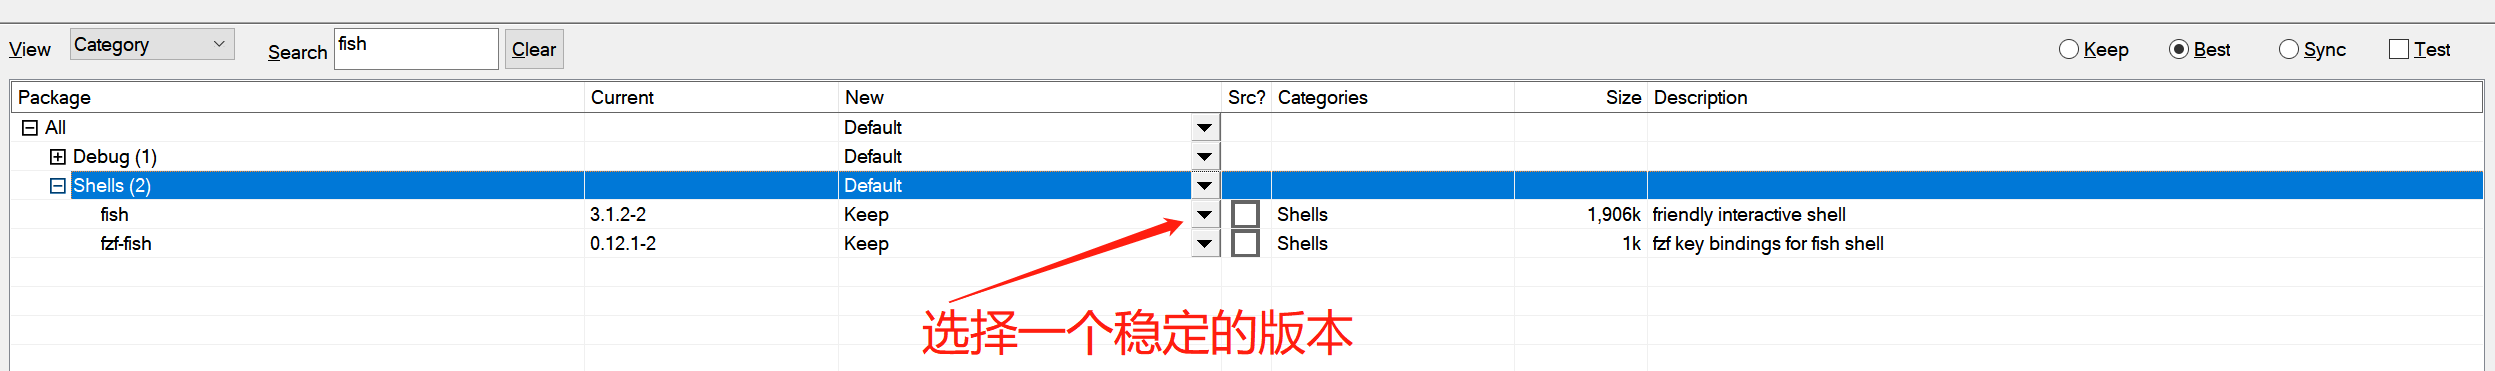 View Category Search fish Clear Keep Best Sync Test
Package Current New Src? Categories Size Description
All Default
Debug (1) Default
Shells (2) Default
fish 3.1.2-2 Keep Shells 1,906k friendly interactive shell
fzf-fish 0.12.1-2 Keep Shells 1k fzf key bindings for fish shell
选择一个稳定的版本